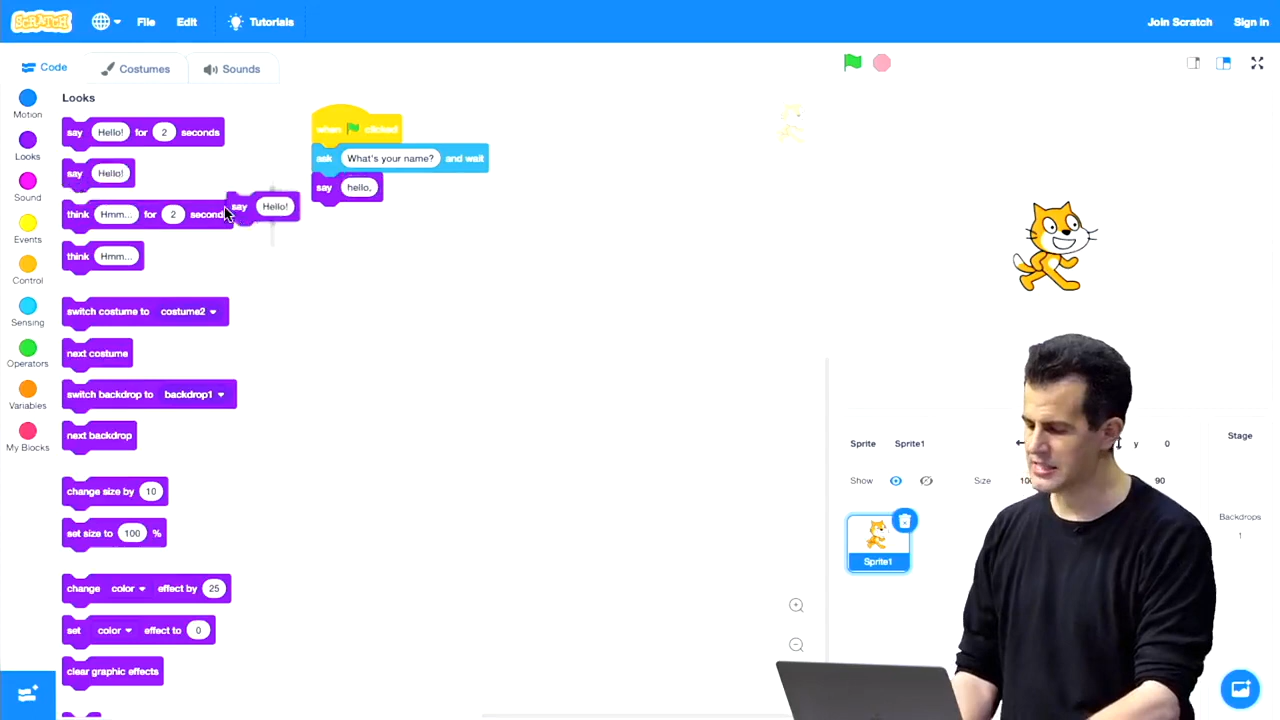 SCRATCH File Edit Tutorials Join Scratch Sign in
Code Costumes Sounds
Motion
Looks
Sound
Events
Control
Sensing
Operators
Variables
My Blocks
Looks
say Hello! for 2 seconds
say Hello!
think Hmm... for 2 second
think Hmm...
switch costume to costume2
next costume
switch backdrop to backdrop1
next backdrop
change size by 10
set size to 100 %
change color effect by 25
set color effect to 0
clear graphic effects
say Hello!
when clicked
ask What's your name? and wait
say hello,
Sprite Sprite1 y 0
Show Size 100 90
Sprite1
Stage
Backdrops
1